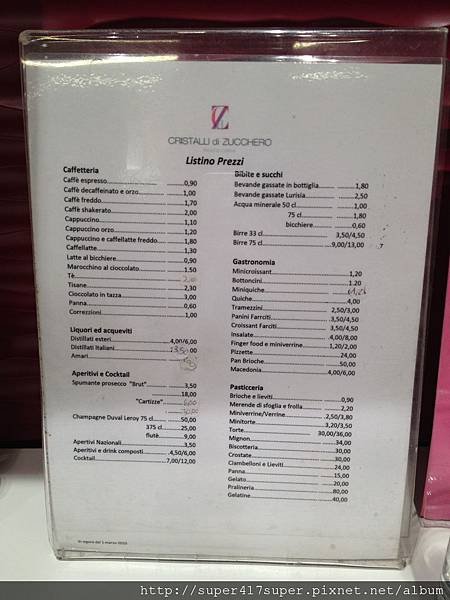 CRISTALLI di ZUCCHERO
Listino Prezzi
Caffetteria
Caffè espresso 0,90
Caffè decaffeinato e orzo 1,00
Caffè freddo 1,70
Caffè shakerato 2,00
Cappuccino 1,10
Cappuccino orzo 1,20
Cappuccino e caffellatte freddo 1,80
Caffellatte 1,30
Latte al bicchiere 0,90
Marocchino al cioccolato 1,50
Tè
Tisane 2,30
Cioccolato in tazza 3,00
Panna 0,60
Correzzioni 1,00
Liquori ed acqueviti
Distillati esteri 4,00/6,00
Distillati Italiani
Amari
Aperitivi e Cocktail
Spumante prosecco "Brut" 3,50
18,00
"Cartizze"
Champagne Duval Leroy 75 cl 50,00
375 cl 25,00
flutè 9,00
Apertivi Nazionali 3,50
Aperitivi e drink composti 4,50/6,00
Cocktail 7,00/12,00
In vigore dal 1 marzo 2010
Bibite e succhi
Bevande gassate in bottiglia 1,80
Bevande gassate Lurisia 2,50
Acqua minerale 50 cl 1,00
75 cl 1,80
bicchiere 0,60
Birre 33 cl 3,50/4,50
Birre 75 cl 9,00/13,00
Gastronomia
Minicroissant 1,20
Bottoncini 1.20
Miniquiche
Quiche 4,00
Tramezzini 2,50/3,00
Panini Farciti 3,50/4,50
Croissant Farciti 3,50/4,50
Insalate 4,00/8,00
Finger food e miniverrine 1,20/2,00
Pizzette 24,00
Pan Brioche 50,00
Macedonia 4,00/6,00
Pasticceria
Brioche e lieviti 0,90
Merende di sfoglia e frolla 2,20
Miniverrine/Verrine 2,50/3,80
Minitorte 3,20/3,50
Torte 30,00/36,00
Mignon 34,00
Biscotteria 30,00
Crostate 30,00
Ciambelloni e Lieviti 24,00
Panna 15,00
Gelato 20,00
Pralineria 80,00
Gelatine 40,00
http://super417super.pixnet.net/album